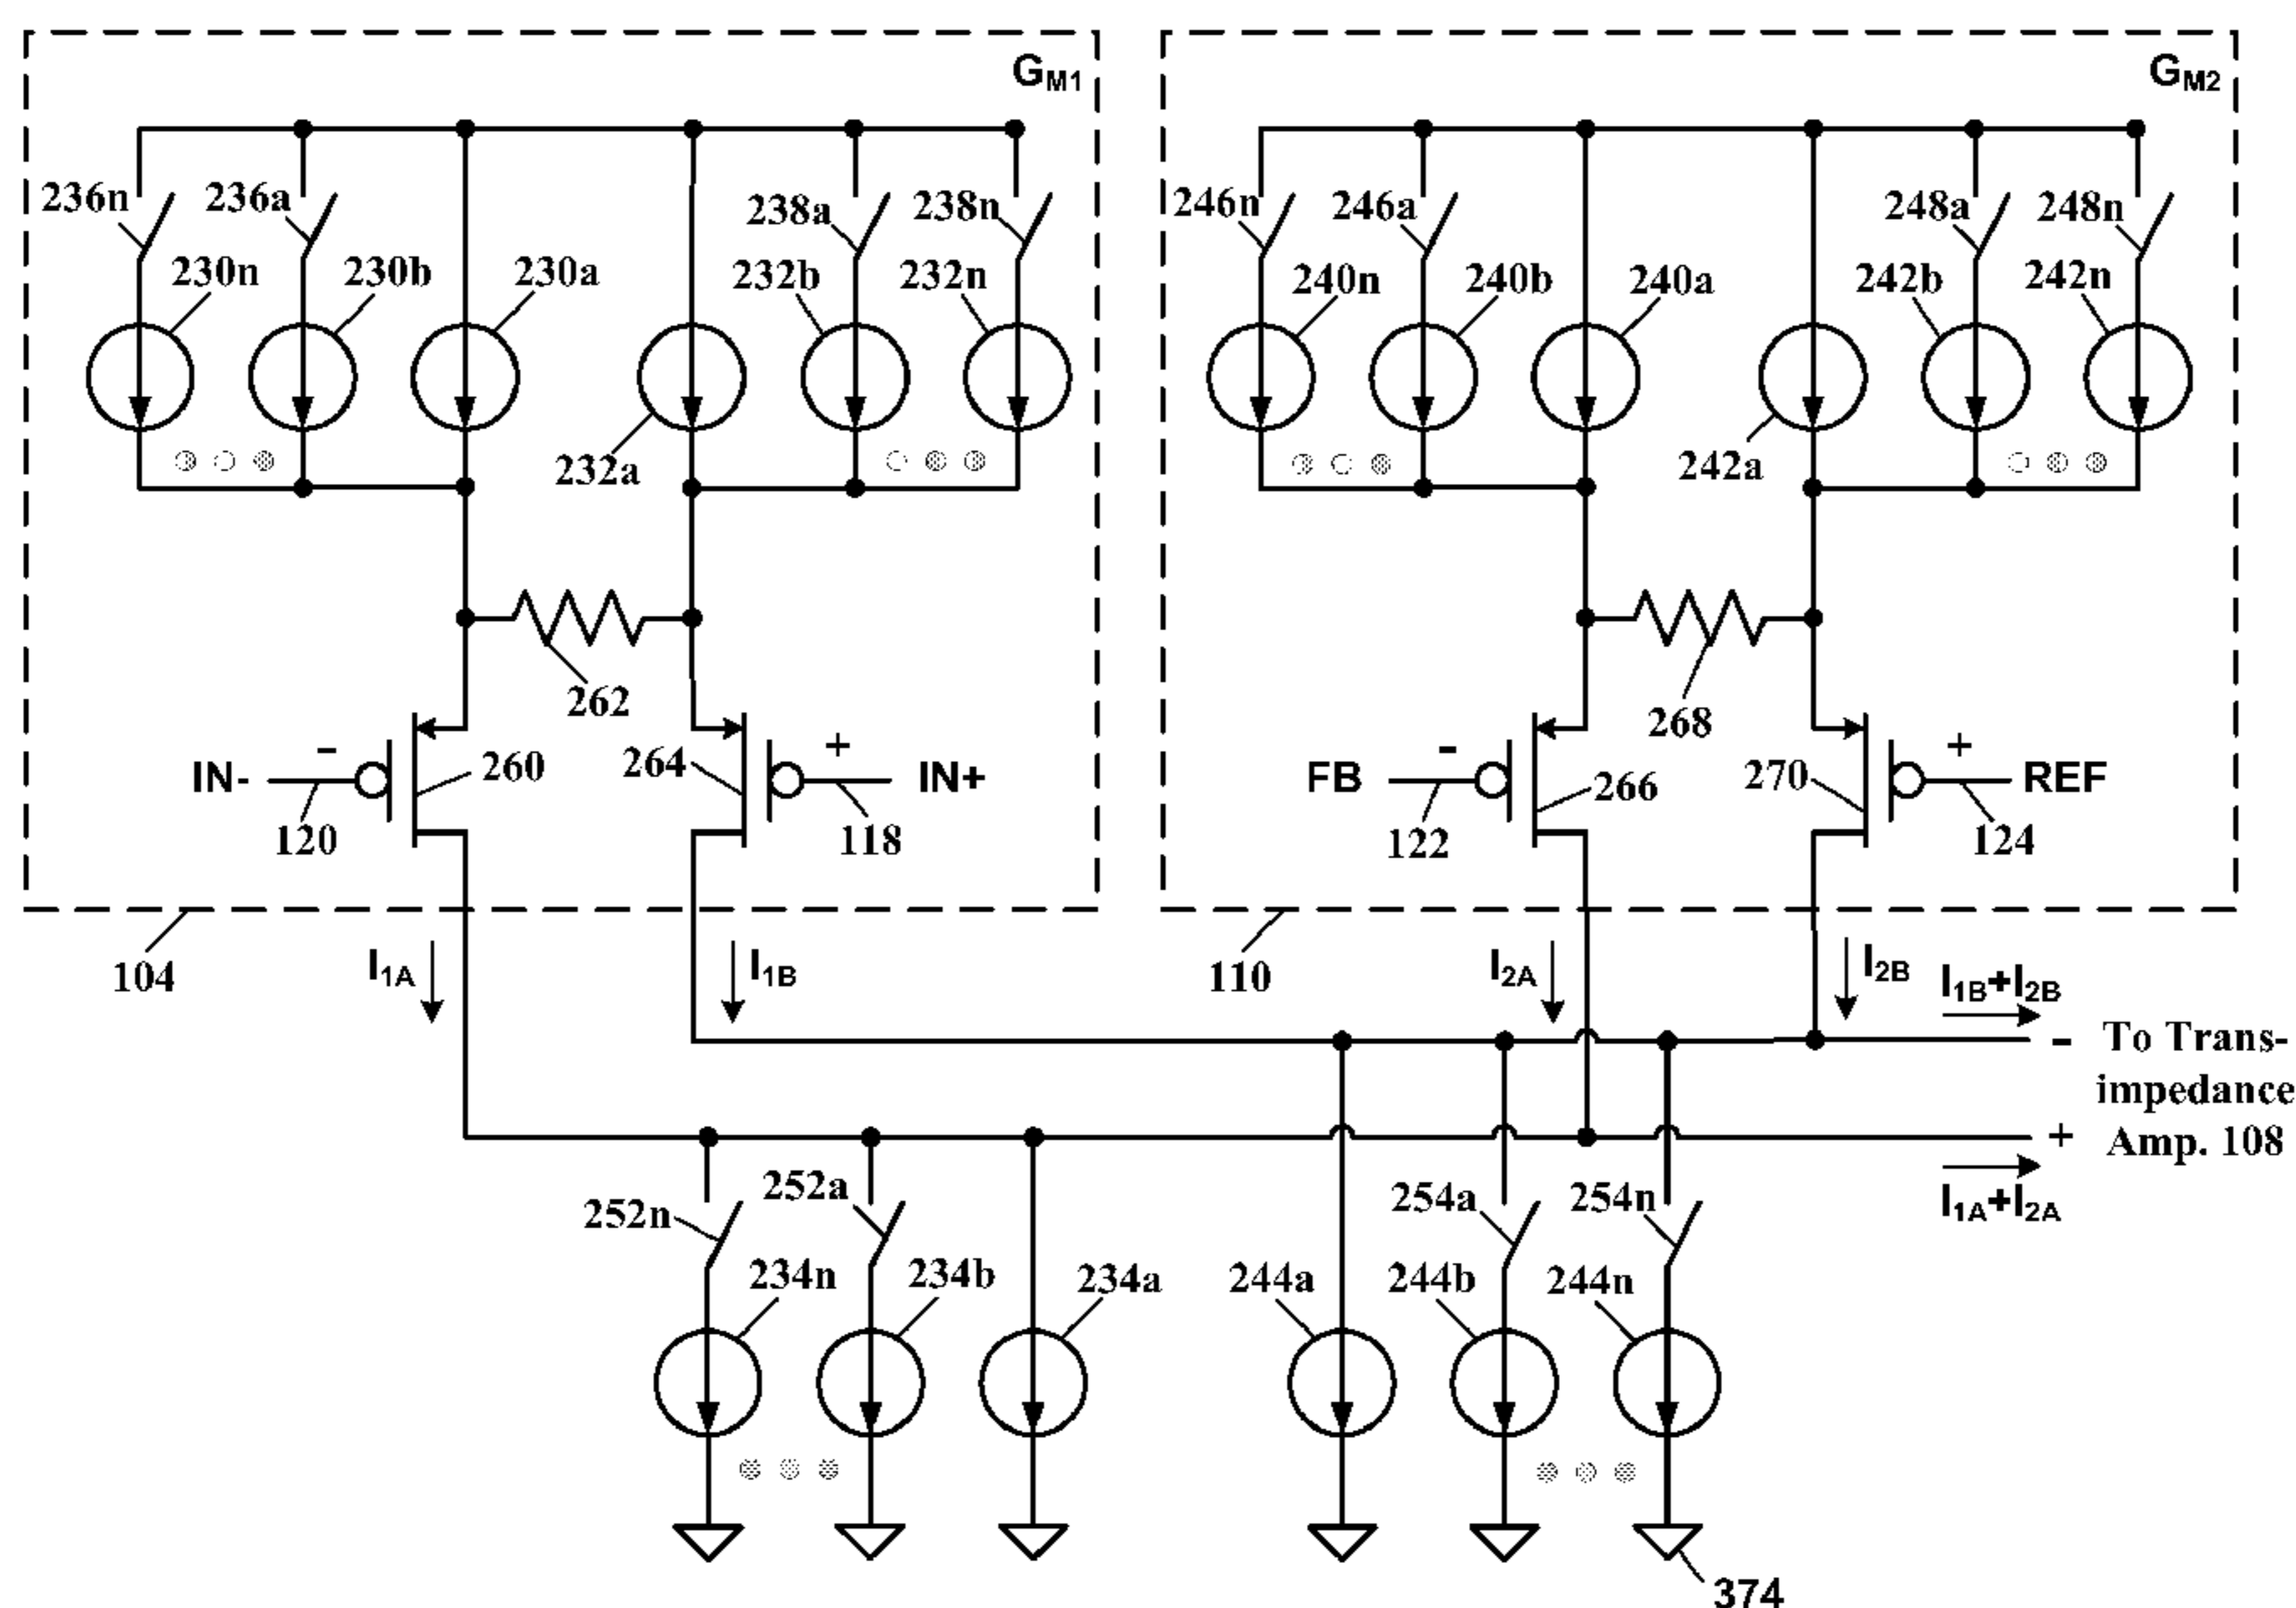 GM1
GM2
236n
236a
238a
238n
246n
246a
248a
248n
230n
230b
230a
232b
232n
240n
240b
240a
242b
242n
232a
242a
262
268
IN-
-
260
264
+
IN+
FB
-
266
270
+
REF
120
118
122
124
104
I1A
I1B
110
I2A
I2B
I1B+I2B
- To Trans-
impedance
+ Amp. 108
I1A+I2A
252n
252a
254a
254n
234n
234b
234a
244a
244b
244n
374